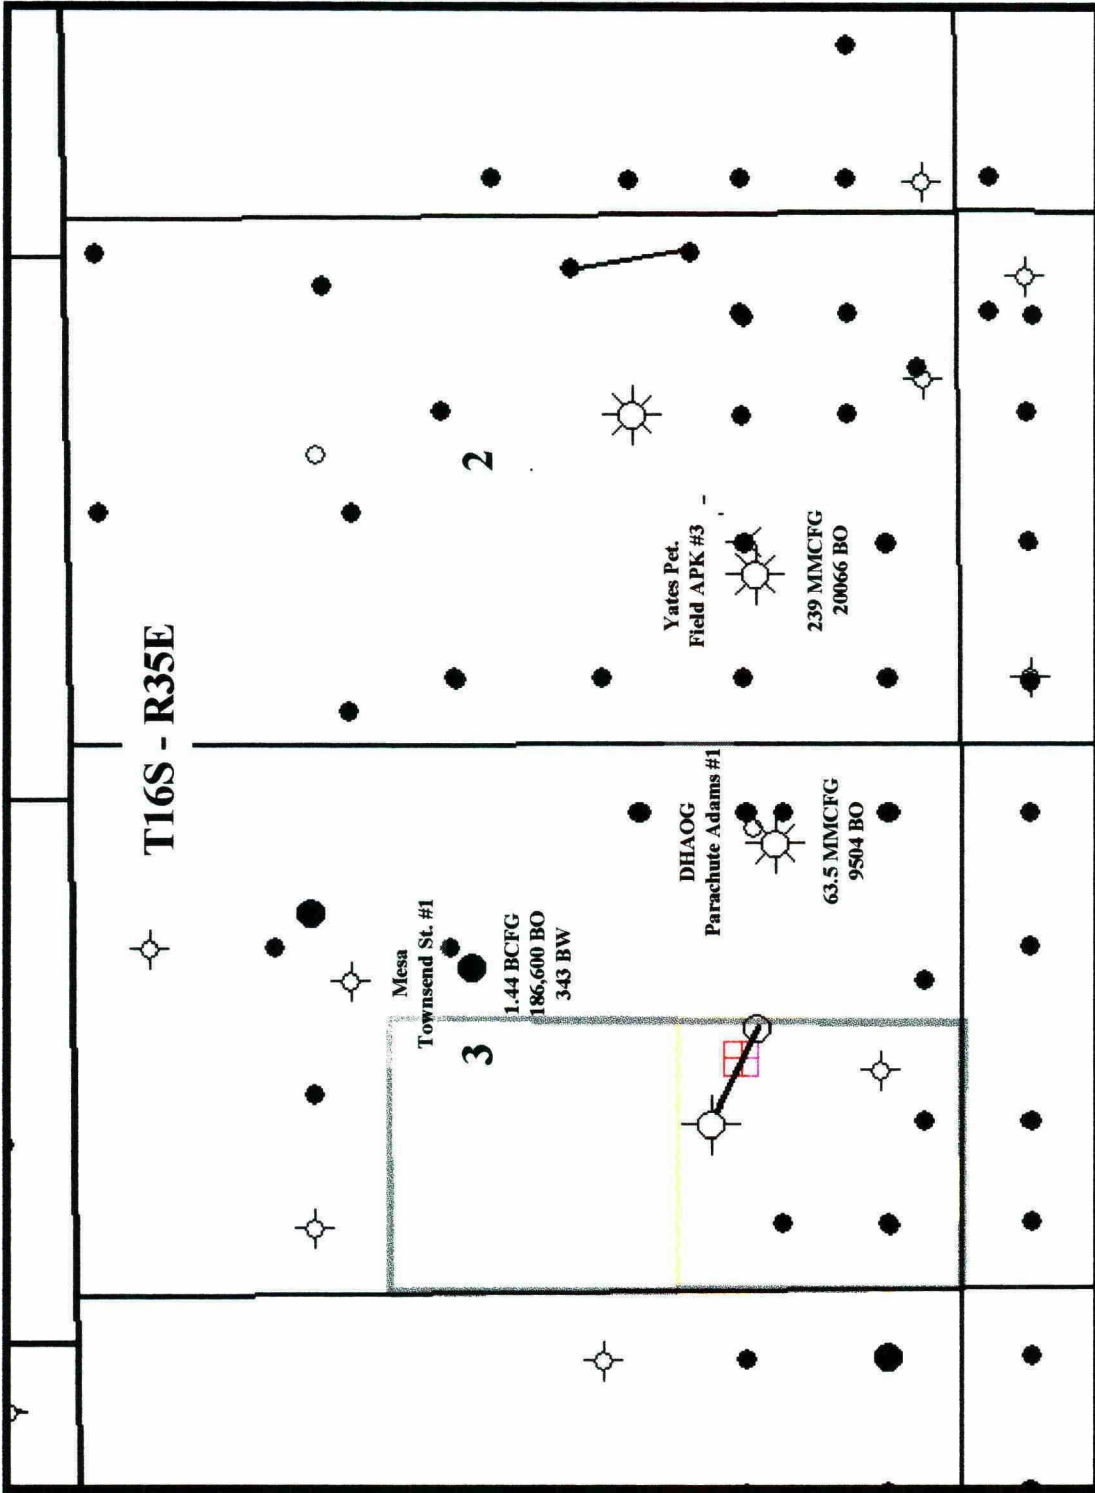 T16S - R35E
3
2
Mesa
Townsend St. #1
1.44 BCFG
186,600 BO
343 BW
DHAOG
Parachute Adams #1
63.5 MMCFG
9504 BO
Yates Pet.
Field APK #3
239 MMCFG
20066 BO